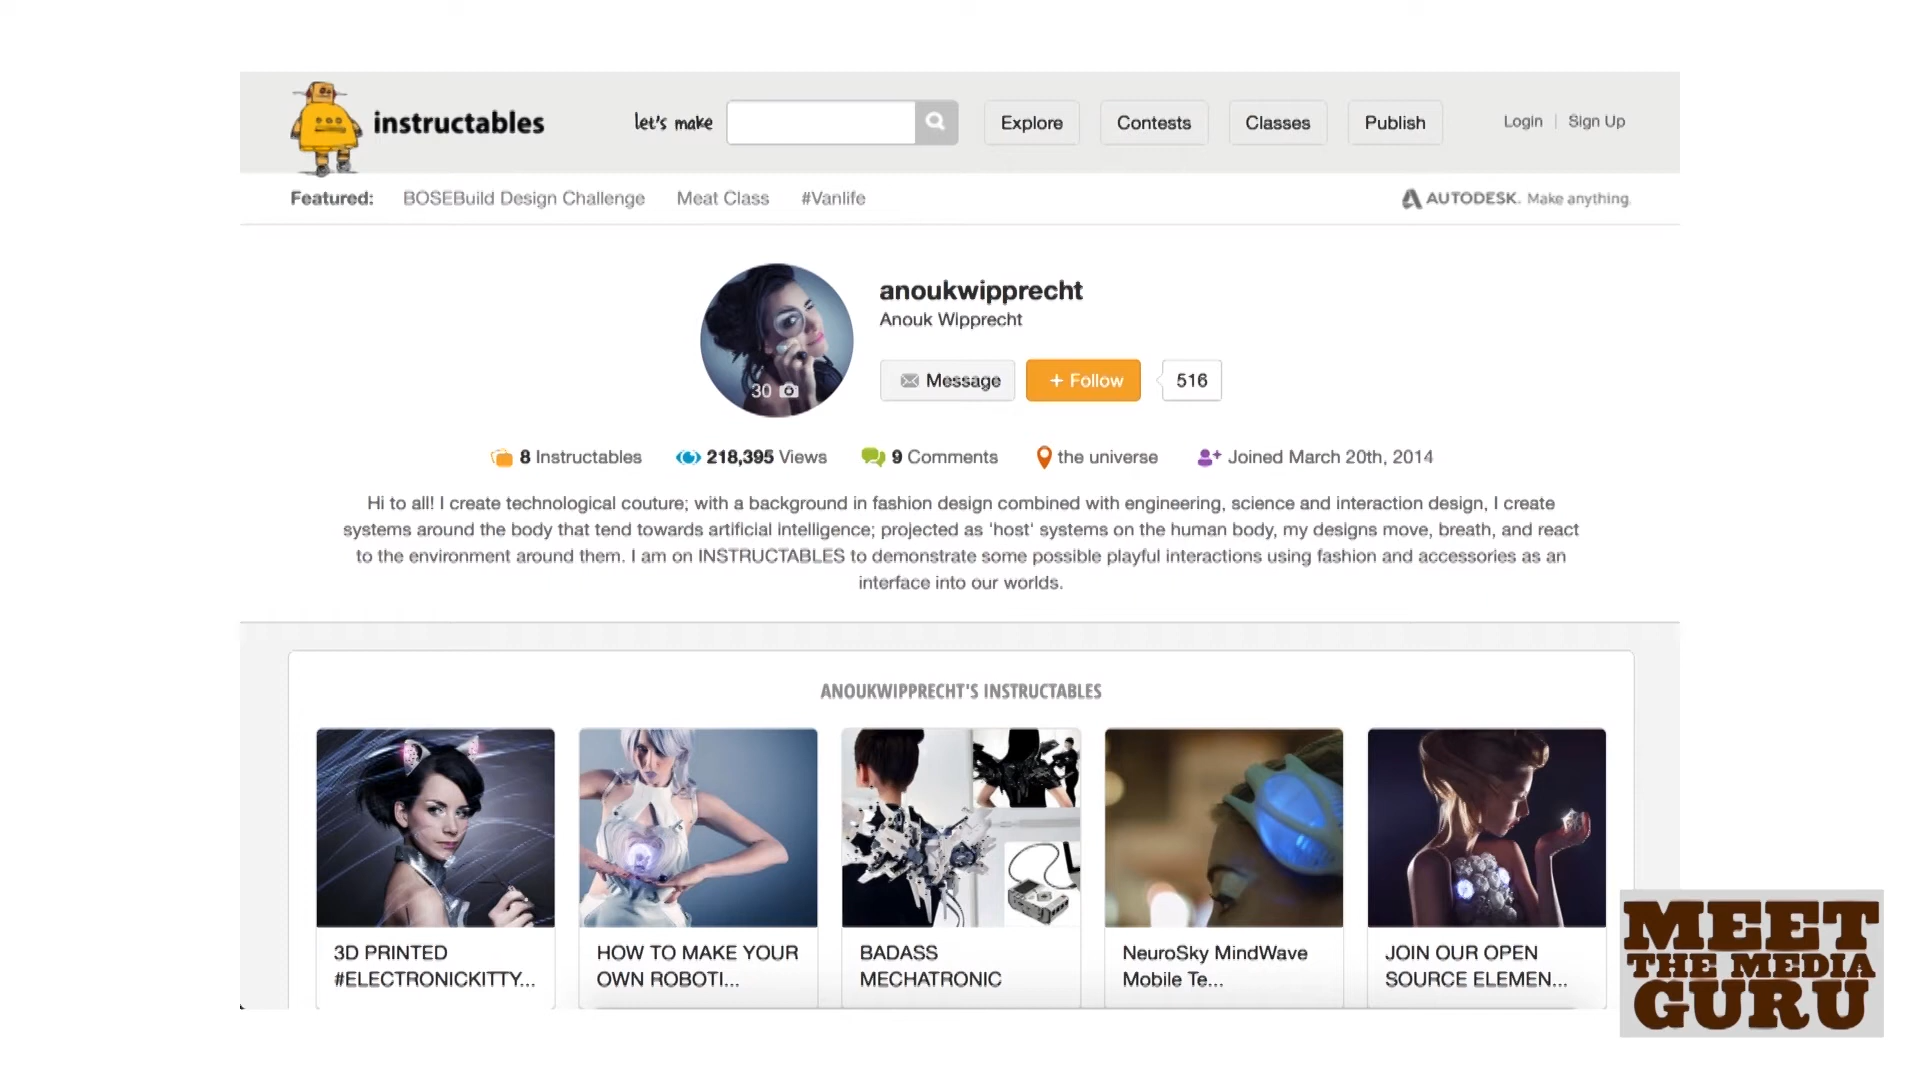 instructables
let's make
Explore
Contests
Classes
Publish
Login | Sign Up
Featured:
BOSEBuild Design Challenge
Meat Class
#Vanlife
AUTODESK. Make anything.
anoukwipprecht
Anouk Wipprecht
Message
+ Follow
516
30
8 Instructables
218,395 Views
9 Comments
the universe
Joined March 20th, 2014
Hi to all! I create technological couture; with a background in fashion design combined with engineering, science and interaction design, I create
systems around the body that tend towards artificial intelligence; projected as 'host' systems on the human body, my designs move, breath, and react
to the environment around them. I am on INSTRUCTABLES to demonstrate some possible playful interactions using fashion and accessories as an
interface into our worlds.
ANOUKWIPPRECHT'S INSTRUCTABLES
3D PRINTED
#ELECTRONICKITTY...
HOW TO MAKE YOUR
OWN ROBOTI...
BADASS
MECHATRONIC
NeuroSky MindWave
Mobile Te...
JOIN OUR OPEN
SOURCE ELEMEN...
MEET
THE MEDIA
GURU